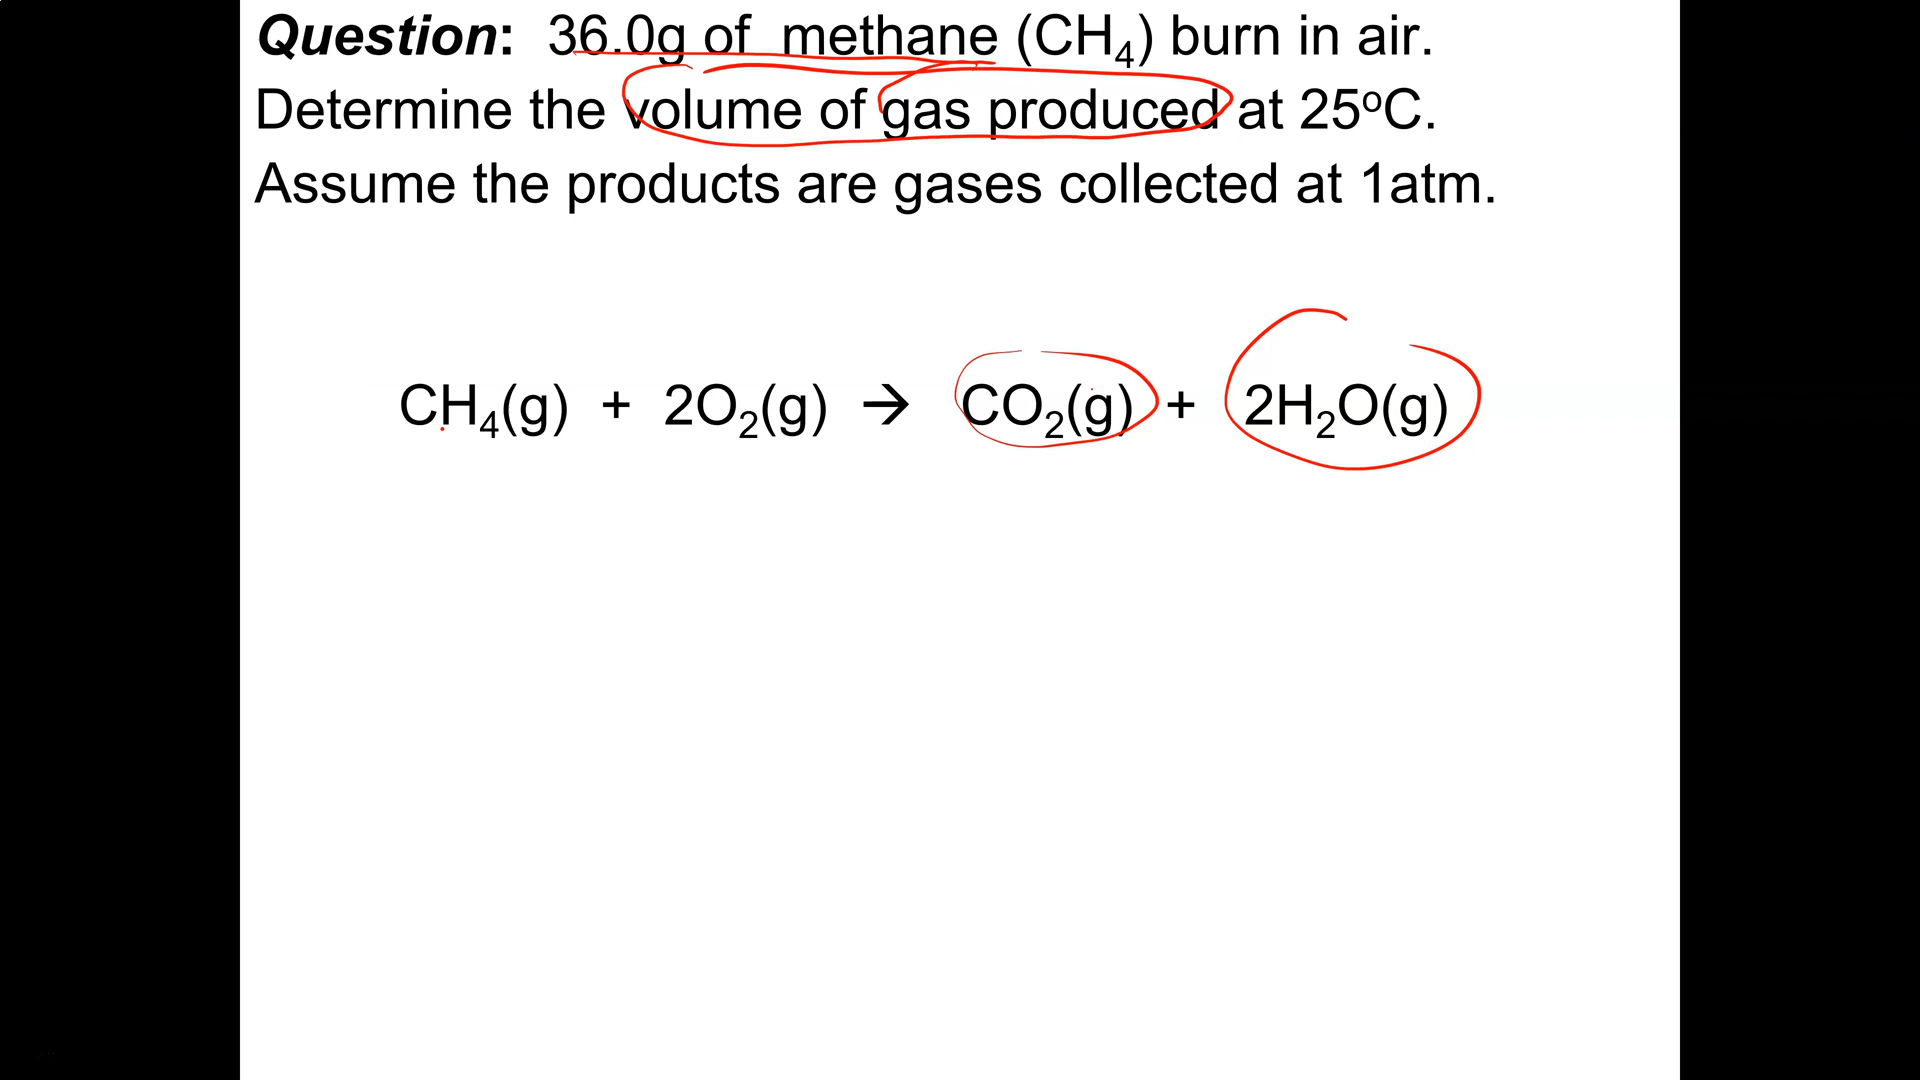 Question: 36.0g of methane (CH₄) burn in air.
Determine the volume of gas produced at 25ºC.
Assume the products are gases collected at 1atm.
CH₄(g) + 2O₂(g) → CO₂(g) + 2H₂O(g)